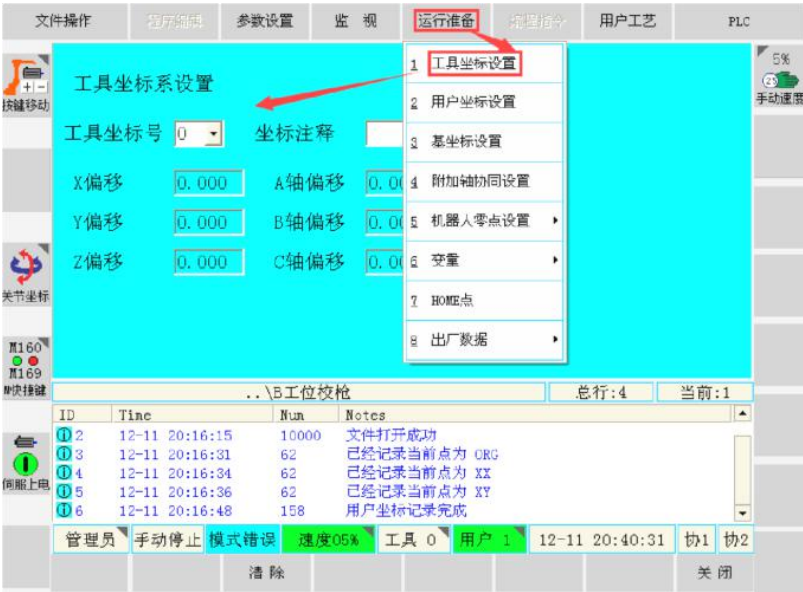 文件操作 程序编辑 参数设置 监 视 运行准备 编程指令 用户工艺 PLC
按键移动
5%
手动速度
工具坐标系设置
工具坐标号 0 坐标注释
X偏移 0.000 A轴偏移 0.00
Y偏移 0.000 B轴偏移 0.00
Z偏移 0.000 C轴偏移 0.00
1 工具坐标设置
2 用户坐标设置
3 基坐标设置
4 附加轴协同设置
5 机器人零点设置
6 变量
7 HOME点
8 出厂数据
关节坐标
M160
M169
M快捷键
伺服上电
..\B工位校枪 总行:4 当前:1
ID Time Num Notes
2 12-11 20:16:15 10000 文件打开成功
3 12-11 20:16:31 62 已经记录当前点为 ORG
4 12-11 20:16:34 62 已经记录当前点为 XX
5 12-11 20:16:36 62 已经记录当前点为 XY
6 12-11 20:16:48 158 用户坐标记录完成
管理员 手动停止 模式错误 速度05% 工具 0 用户 1 12-11 20:40:31 协1 协2
清 除 关 闭